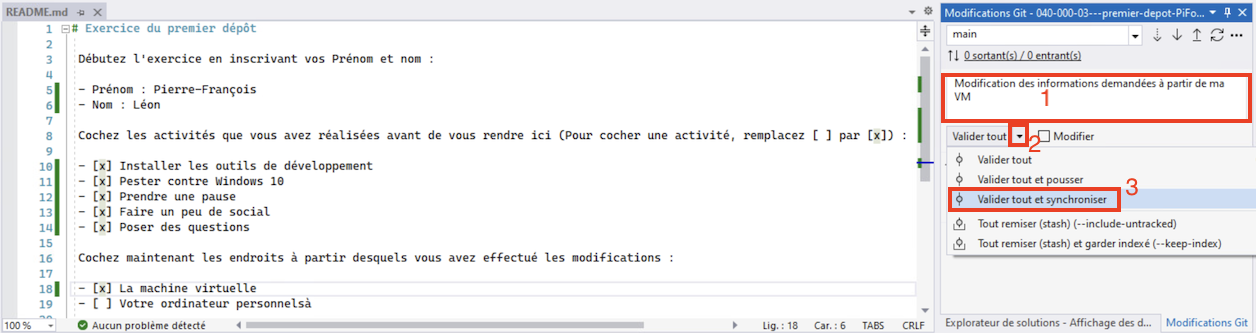 README.md
1 # Exercice du premier dépôt
2
3 Débutez l'exercice en inscrivant vos Prénom et nom :
4
5 - Prénom : Pierre-François
6 - Nom : Léon
7
8 Cochez les activités que vous avez réalisées avant de vous rendre ici (Pour cocher une activité, remplacez [ ] par [x]) :
9
10 - [x] Installer les outils de développement
11 - [x] Pester contre Windows 10
12 - [x] Prendre une pause
13 - [x] Faire un peu de social
14 - [x] Poser des questions
15
16 Cochez maintenant les endroits à partir desquels vous avez effectué les modifications :
17
18 - [x] La machine virtuelle
19 - [ ] Votre ordinateur personnelsà
100 % Aucun problème détecté Lig. : 18 Car. : 6 TABS CRLF
Modifications Git - 040-000-03---premier-depot-PiFo...
main
0 sortant(s) / 0 entrant(s)
Modification des informations demandées à partir de ma
VM
1
Valider tout Modifier
2
Valider tout
Valider tout et pousser
Valider tout et synchroniser
3
Tout remiser (stash) (--include-untracked)
Tout remiser (stash) et garder indexé (--keep-index)
Explorateur de solutions - Affichage des d... Modifications Git